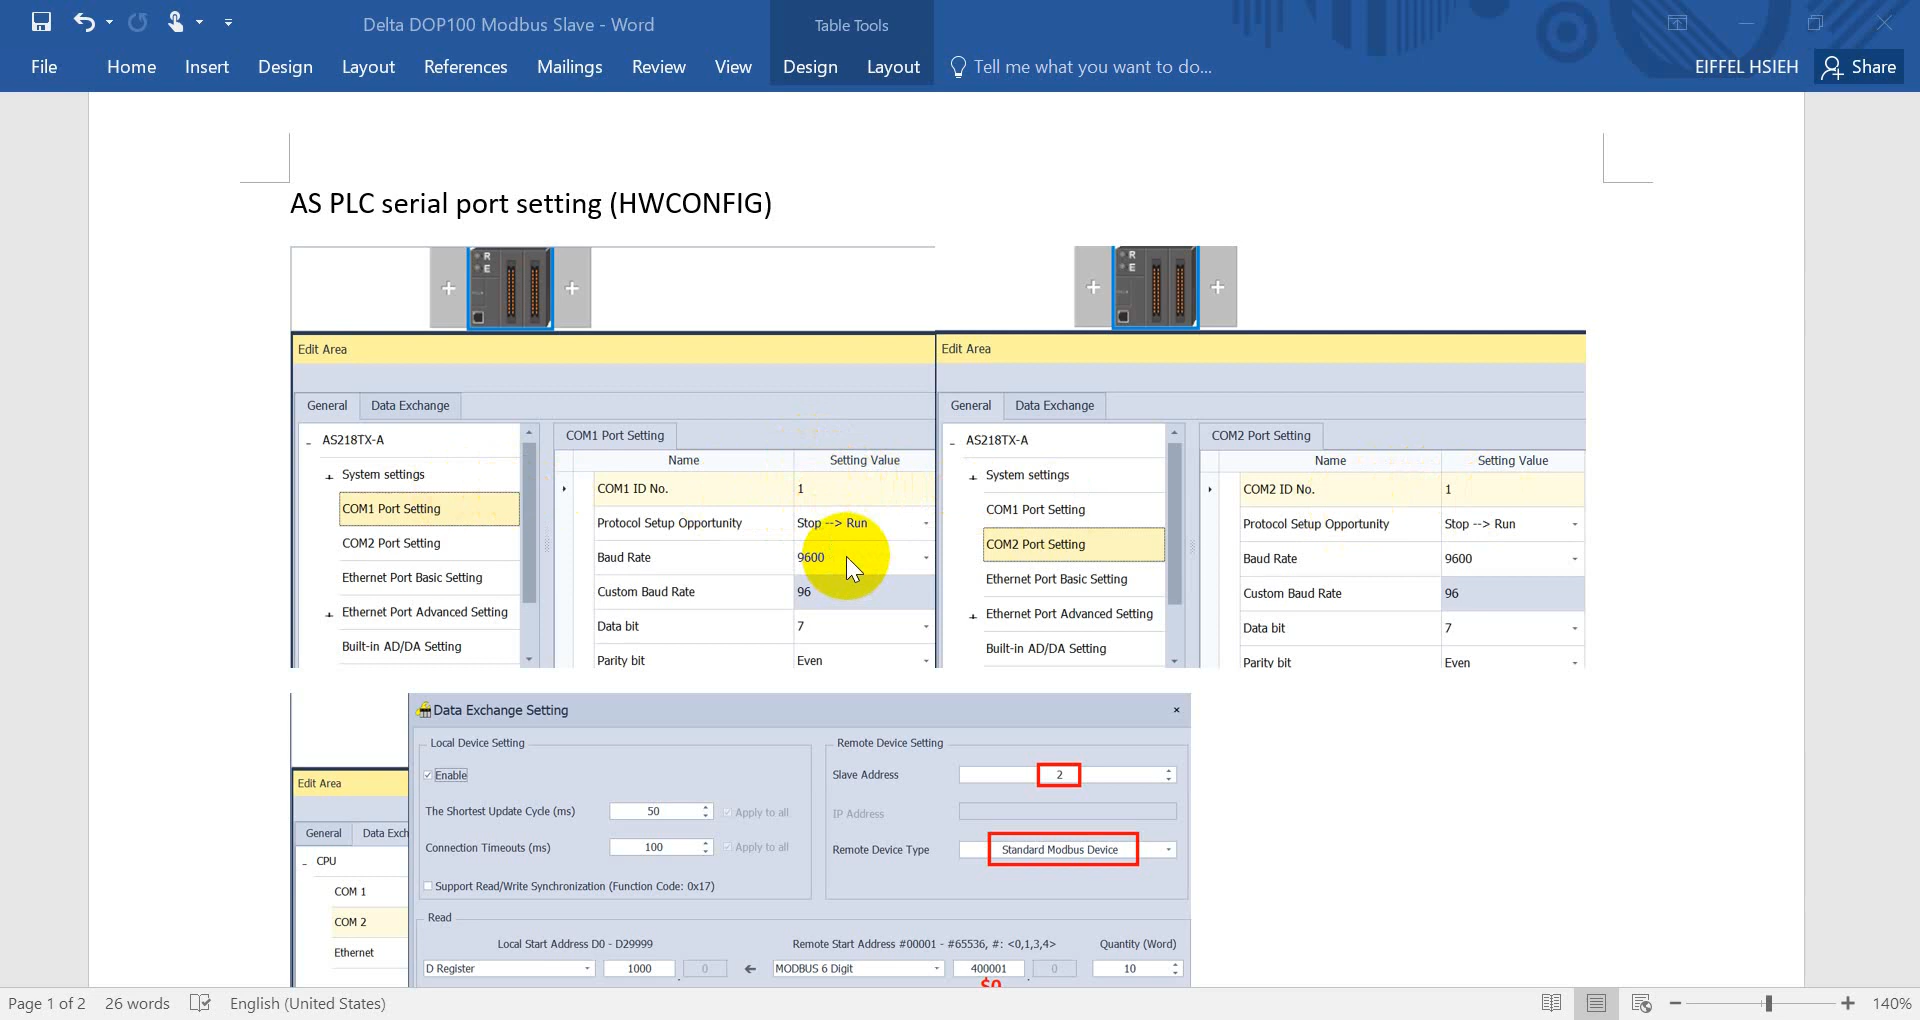 Delta DOP100 Modbus Slave - Word
Table Tools
File Home Insert Design Layout References Mailings Review View Design Layout Tell me what you want to do... EIFFEL HSIEH Share
AS PLC serial port setting (HWCONFIG)
R
E
R
E
Edit Area
General Data Exchange
AS218TX-A
System settings
COM1 Port Setting
COM2 Port Setting
Ethernet Port Basic Setting
Ethernet Port Advanced Setting
Built-in AD/DA Setting
COM1 Port Setting
Name Setting Value
COM1 ID No. 1
Protocol Setup Opportunity Stop --> Run
Baud Rate 9600
Custom Baud Rate 96
Data bit 7
Parity bit Even
Edit Area
General Data Exchange
AS218TX-A
System settings
COM1 Port Setting
COM2 Port Setting
Ethernet Port Basic Setting
Ethernet Port Advanced Setting
Built-in AD/DA Setting
COM2 Port Setting
Name Setting Value
COM2 ID No. 1
Protocol Setup Opportunity Stop --> Run
Baud Rate 9600
Custom Baud Rate 96
Data bit 7
Parity bit Even
Edit Area
General Data Exch
CPU
COM 1
COM 2
Ethernet
Data Exchange Setting
Local Device Setting
Enable
The Shortest Update Cycle (ms) 50 Apply to all
Connection Timeouts (ms) 100 Apply to all
Support Read/Write Synchronization (Function Code: 0x17)
Remote Device Setting
Slave Address 2
IP Address
Remote Device Type Standard Modbus Device
Read
Local Start Address D0 - D29999 Remote Start Address #00001 - #65536, #: <0,1,3,4> Quantity (Word)
D Register 1000 0 MODBUS 6 Digit 400001 0 10
$0
Page 1 of 2 26 words English (United States) 140%